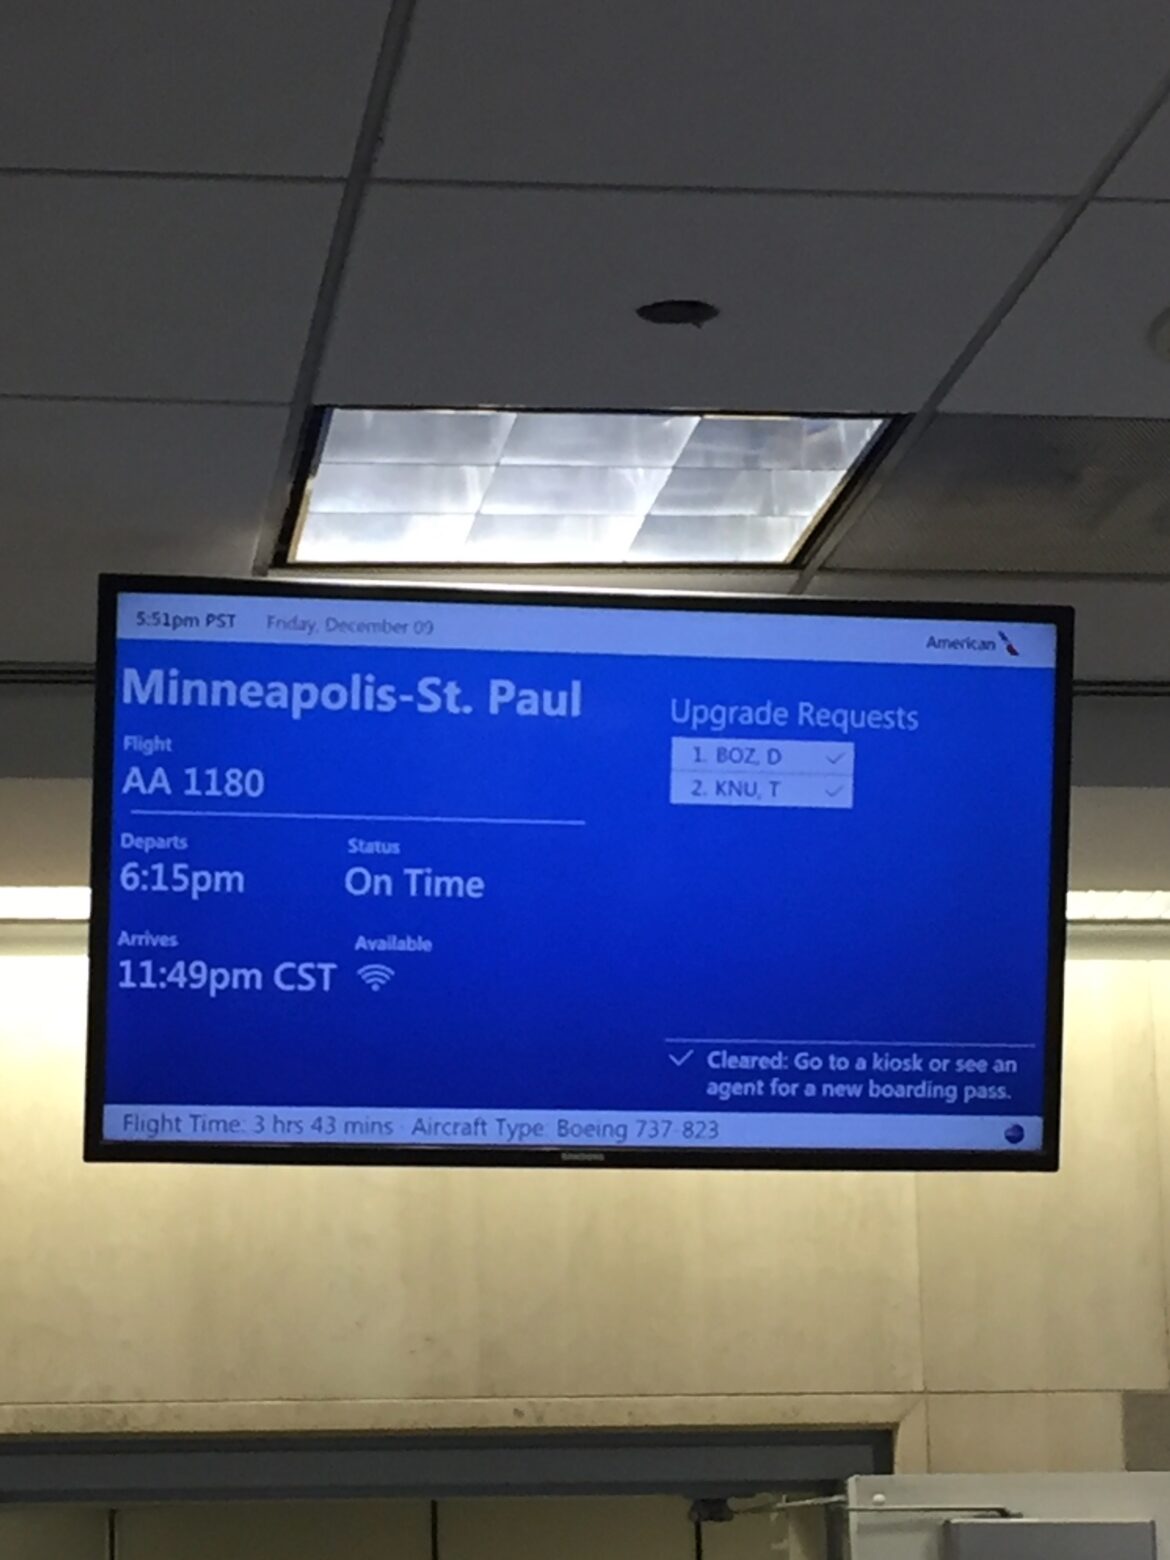 5:51pm PST Friday, December 09
American
Minneapolis-St. Paul
Flight
AA 1180
Departs Status
6:15pm On Time
Arrives Available
11:49pm CST
Upgrade Requests
1. BOZ, D ✓
2. KNU, T ✓
✓ Cleared: Go to a kiosk or see an
agent for a new boarding pass.
Flight Time: 3 hrs 43 mins · Aircraft Type: Boeing 737-823
SAMSUNG